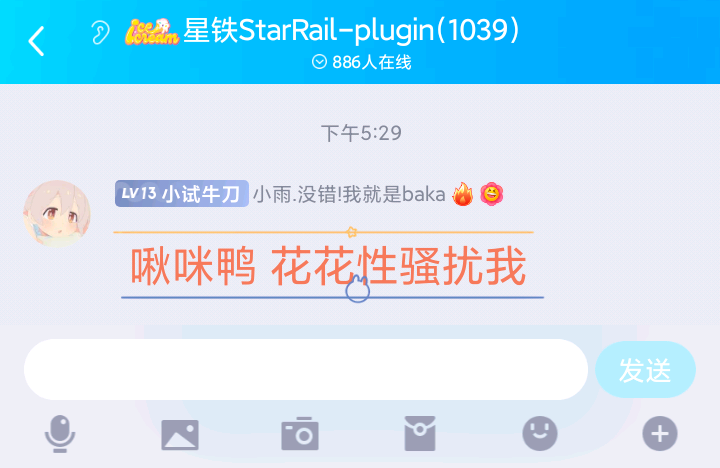 ice cream 星铁StarRail-plugin(1039)
886人在线
下午5:29
LV13 小试牛刀 小雨.没错!我就是baka
啾咪鸭 花花性骚扰我
发送